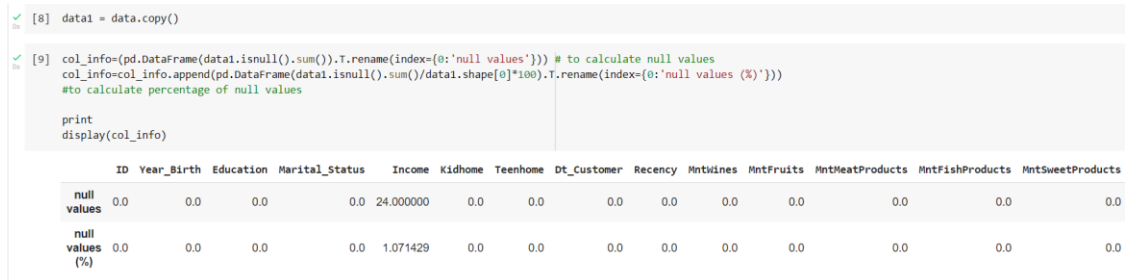 [8] data1 = data.copy()
[9] col_info=(pd.DataFrame(data1.isnull().sum()).T.rename(index={0:'null values'})) # to calculate null values
col_info=col_info.append(pd.DataFrame(data1.isnull().sum()/data1.shape[0]*100).T.rename(index={0:'null values (%)'}))
#to calculate percentage of null values
print
display(col_info)
ID Year_Birth Education Marital_Status Income Kidhome Teenhome Dt_Customer Recency MntWines MntFruits MntMeatProducts MntFishProducts MntSweetProducts
null
values 0.0 0.0 0.0 0.0 24.000000 0.0 0.0 0.0 0.0 0.0 0.0 0.0 0.0 0.0
null
values 0.0 0.0 0.0 0.0 1.071429 0.0 0.0 0.0 0.0 0.0 0.0 0.0 0.0 0.0
(%)